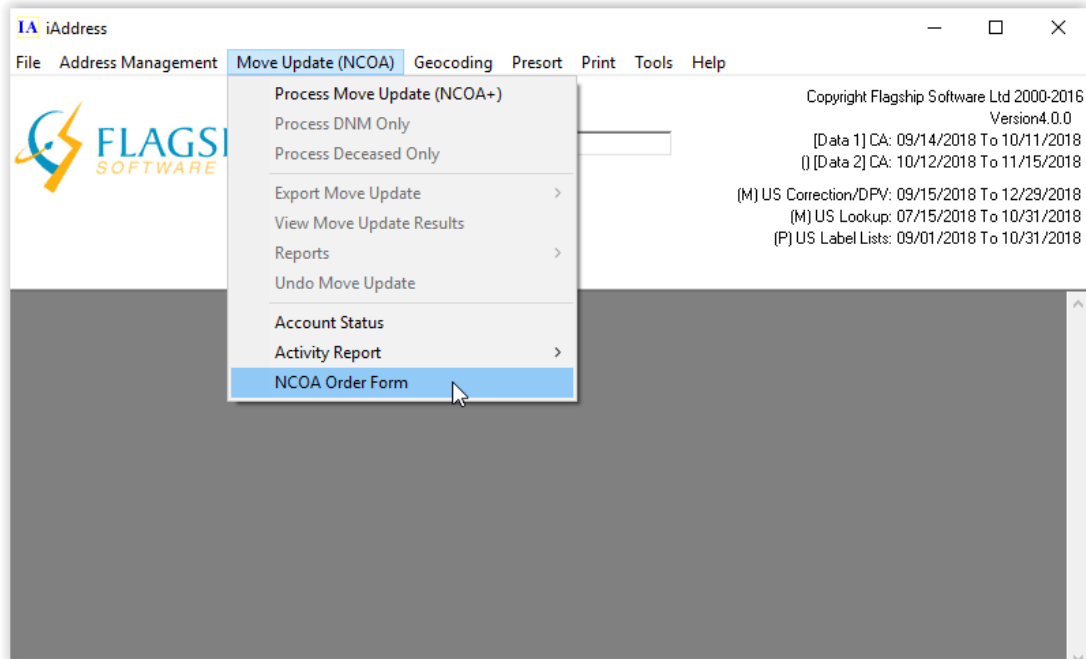 IA iAddress
File Address Management Move Update (NCOA) Geocoding Presort Print Tools Help
Process Move Update (NCOA+)
Process DNM Only
Process Deceased Only
Export Move Update
View Move Update Results
Reports
Undo Move Update
Account Status
Activity Report
NCOA Order Form
FLAGS
SOFTWARE
Copyright Flagship Software Ltd 2000-2016
Version4.0.0
[Data 1] CA: 09/14/2018 To 10/11/2018
() [Data 2] CA: 10/12/2018 To 11/15/2018
(M) US Correction/DPV: 09/15/2018 To 12/29/2018
(M) US Lookup: 07/15/2018 To 10/31/2018
(P) US Label Lists: 09/01/2018 To 10/31/2018